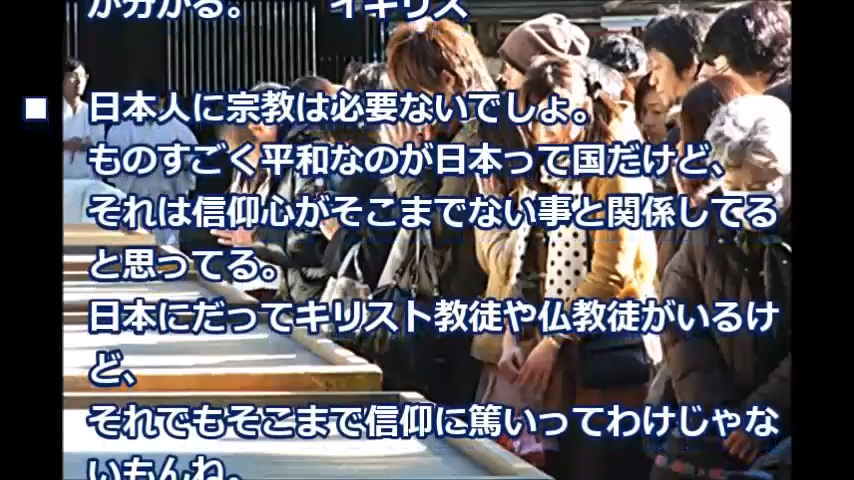 が分かる。　　　イギリス
■ 日本人に宗教は必要ないでしょ。
ものすごく平和なのが日本って国だけど、
それは信仰心がそこまでない事と関係してる
と思ってる。
日本にだってキリスト教徒や仏教徒がいるけ
ど、
それでもそこまで信仰に篤いってわけじゃな
いもんね。